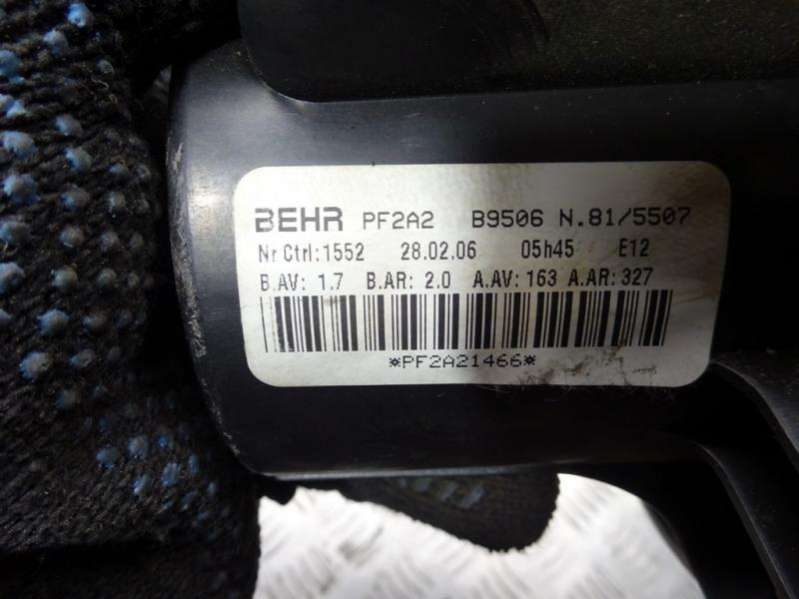 BEHR PF2A2 B9506 N.81/5507
Nr Ctrl:1552 28.02.06 05h45 E12
B.AV: 1.7 B.AR: 2.0 A.AV: 163 A.AR: 327
*PF2A21466*